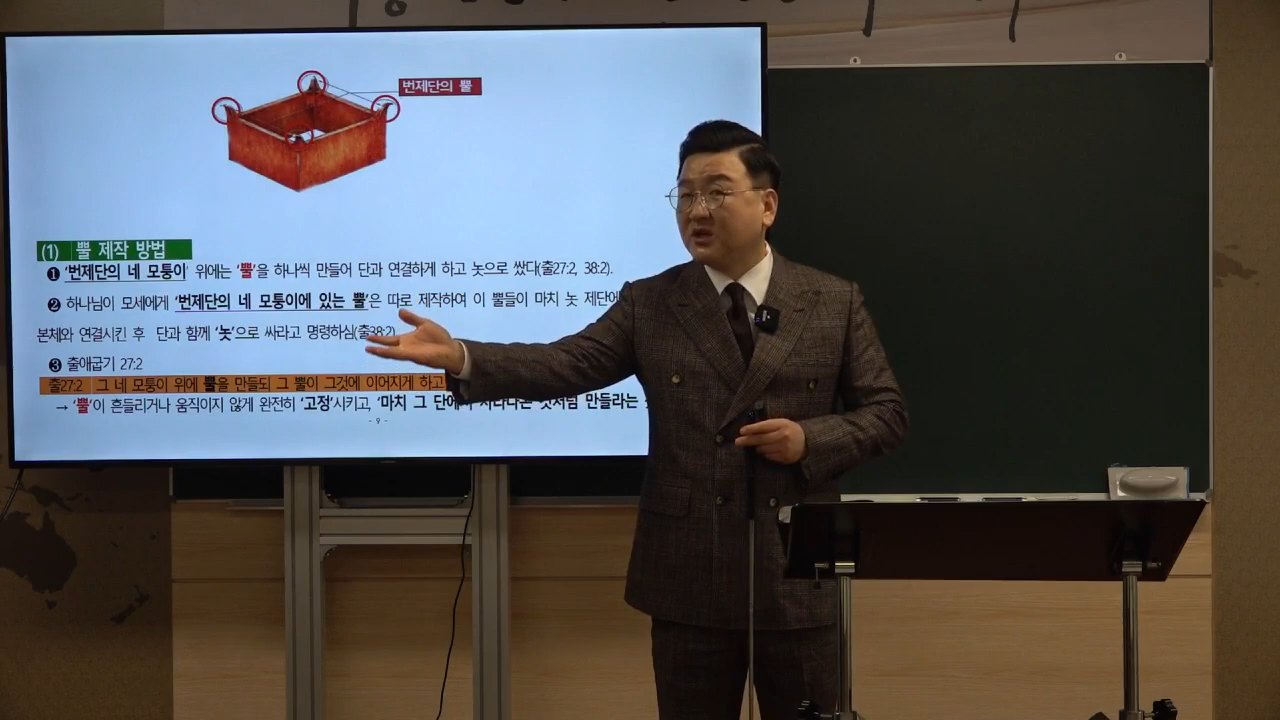 번제단의 뿔
(1) 뿔 제작 방법
❶ '번제단의 네 모퉁이' 위에는 '뿔'을 하나씩 만들어 단과 연결하게 하고 놋으로 쌌다(출27:2, 38:2).
❷ 하나님이 모세에게 '번제단의 네 모퉁이에 있는 뿔'은 따로 제작하여 이 뿔들이 마치 놋 제단에
본체와 연결시킨 후 단과 함께 '놋'으로 싸라고 명령하심(출38:2)
❸ 출애굽기 27:2
출27:2 그 네 모퉁이 위에 뿔을 만들되 그 뿔이 그것에 이어지게 하고
→ '뿔'이 흔들리거나 움직이지 않게 완전히 '고정'시키고, '마치 그 단에서 것처럼 만들라는
- 9 -